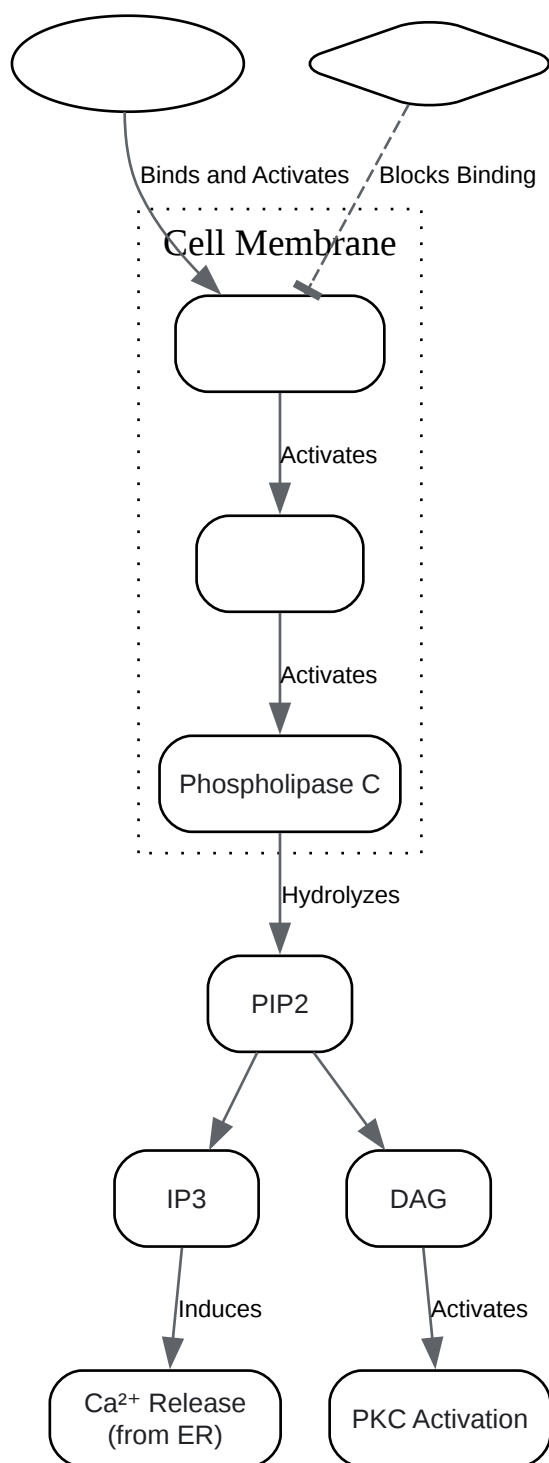 Binds and Activates
Blocks Binding
Cell Membrane
Activates
Activates
Phospholipase C
Hydrolyzes
PIP2
IP3
DAG
Induces
Activates
Ca²⁺ Release
(from ER)
PKC Activation